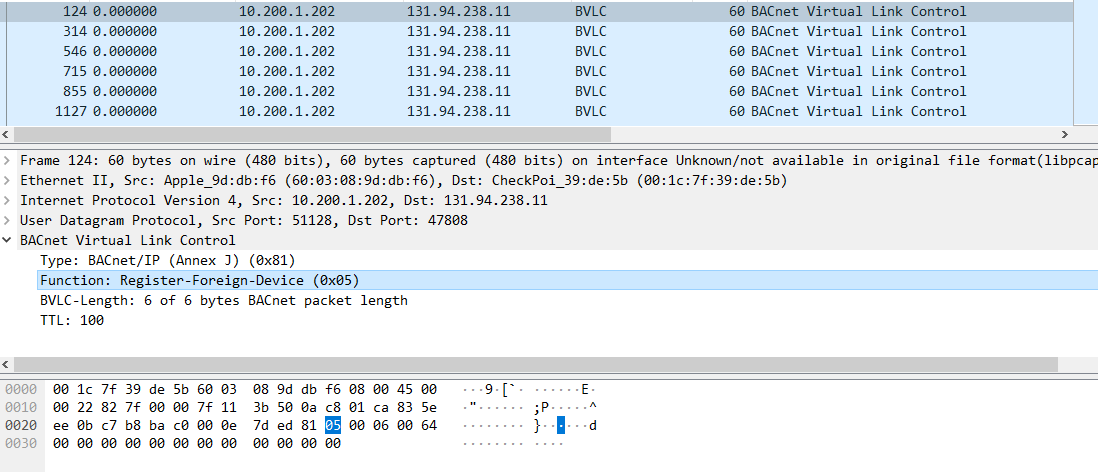 124 0.000000 10.200.1.202 131.94.238.11 BVLC 60 BACnet Virtual Link Control
314 0.000000 10.200.1.202 131.94.238.11 BVLC 60 BACnet Virtual Link Control
546 0.000000 10.200.1.202 131.94.238.11 BVLC 60 BACnet Virtual Link Control
715 0.000000 10.200.1.202 131.94.238.11 BVLC 60 BACnet Virtual Link Control
855 0.000000 10.200.1.202 131.94.238.11 BVLC 60 BACnet Virtual Link Control
1127 0.000000 10.200.1.202 131.94.238.11 BVLC 60 BACnet Virtual Link Control
Frame 124: 60 bytes on wire (480 bits), 60 bytes captured (480 bits) on interface Unknown/not available in original file format(libpcap
Ethernet II, Src: Apple_9d:db:f6 (60:03:08:9d:db:f6), Dst: CheckPoi_39:de:5b (00:1c:7f:39:de:5b)
Internet Protocol Version 4, Src: 10.200.1.202, Dst: 131.94.238.11
User Datagram Protocol, Src Port: 51128, Dst Port: 47808
BACnet Virtual Link Control
Type: BACnet/IP (Annex J) (0x81)
Function: Register-Foreign-Device (0x05)
BVLC-Length: 6 of 6 bytes BACnet packet length
TTL: 100
0000 00 1c 7f 39 de 5b 60 03 08 9d db f6 08 00 45 00 ···9·[`· ······E·
0010 00 22 82 7f 00 00 7f 11 3b 50 0a c8 01 ca 83 5e ·"······ ;P·····^
0020 ee 0b c7 b8 ba c0 00 0e 7d ed 81 05 00 06 00 64 ········ }······d
0030 00 00 00 00 00 00 00 00 00 00 00 00 ········ ····